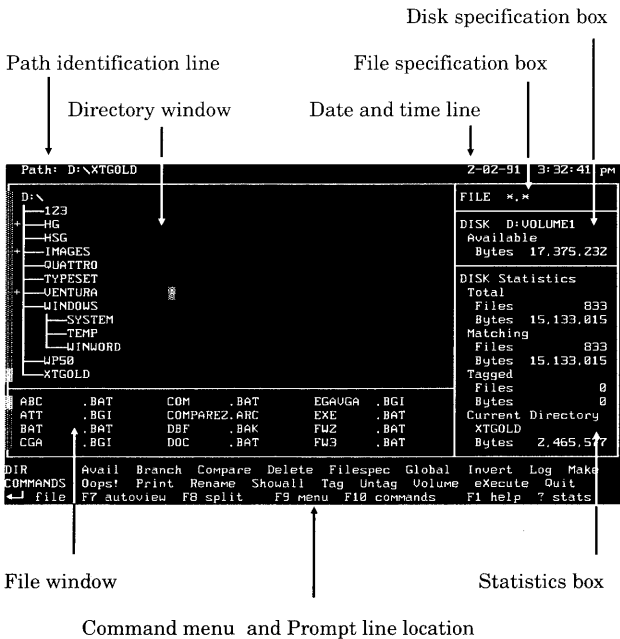 Disk specification box
Path identification line
File specification box
Directory window
Date and time line
Path: D:\XTGOLD
2-02-91 3:32:41 pm
D:\
123
+ HG
HSG
+ IMAGES
QUATTRO
TYPESET
+ VENTURA
WINDOWS
SYSTEM
TEMP
WINWORD
WP50
XTGOLD
FILE *.*
DISK D:VOLUME1
Available
Bytes 17,375,232
DISK Statistics
Total
Files 833
Bytes 15,133,015
Matching
Files 833
Bytes 15,133,015
Tagged
Files 0
Bytes 0
Current Directory
XTGOLD
Bytes 2,465,577
ABC .BAT COM .BAT EGAVGA .BGI
ATT .BGI COMPARE2.ARC EXE .BAT
BAT .BAT DBF .BAK FW2 .BAT
CGA .BGI DOC .BAT FW3 .BAT
DIR Avail Branch Compare Delete Filespec Global Invert Log Make
COMMANDS Oops! Print Rename Showall Tag Untag Volume eXecute Quit
↵ file F7 autoview F8 split F9 menu F10 commands F1 help ? stats
File window
Statistics box
Command menu and Prompt line location